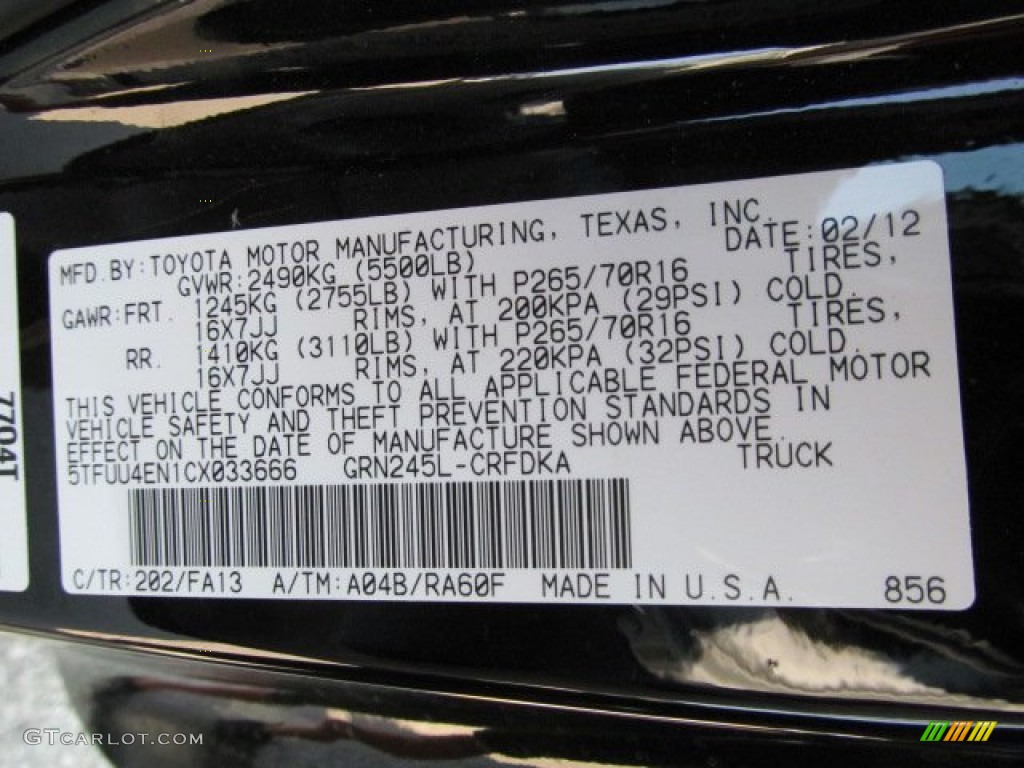 MFD.BY:TOYOTA MOTOR MANUFACTURING, TEXAS, INC.
GVWR:2490KG (5500LB) DATE:02/12
GAWR:FRT. 1245KG (2755LB) WITH P265/70R16 TIRES,
16X7JJ RIMS, AT 200KPA (29PSI) COLD.
RR. 1410KG (3110LB) WITH P265/70R16 TIRES,
16X7JJ RIMS, AT 220KPA (32PSI) COLD.
THIS VEHICLE CONFORMS TO ALL APPLICABLE FEDERAL MOTOR
VEHICLE SAFETY AND THEFT PREVENTION STANDARDS IN
EFFECT ON THE DATE OF MANUFACTURE SHOWN ABOVE.
5TFUU4EN1CX033666 GRN245L-CRFDKA TRUCK
C/TR:202/FA13 A/TM:A04B/RA60F MADE IN U.S.A. 856
7704T
GTCARLOT.COM